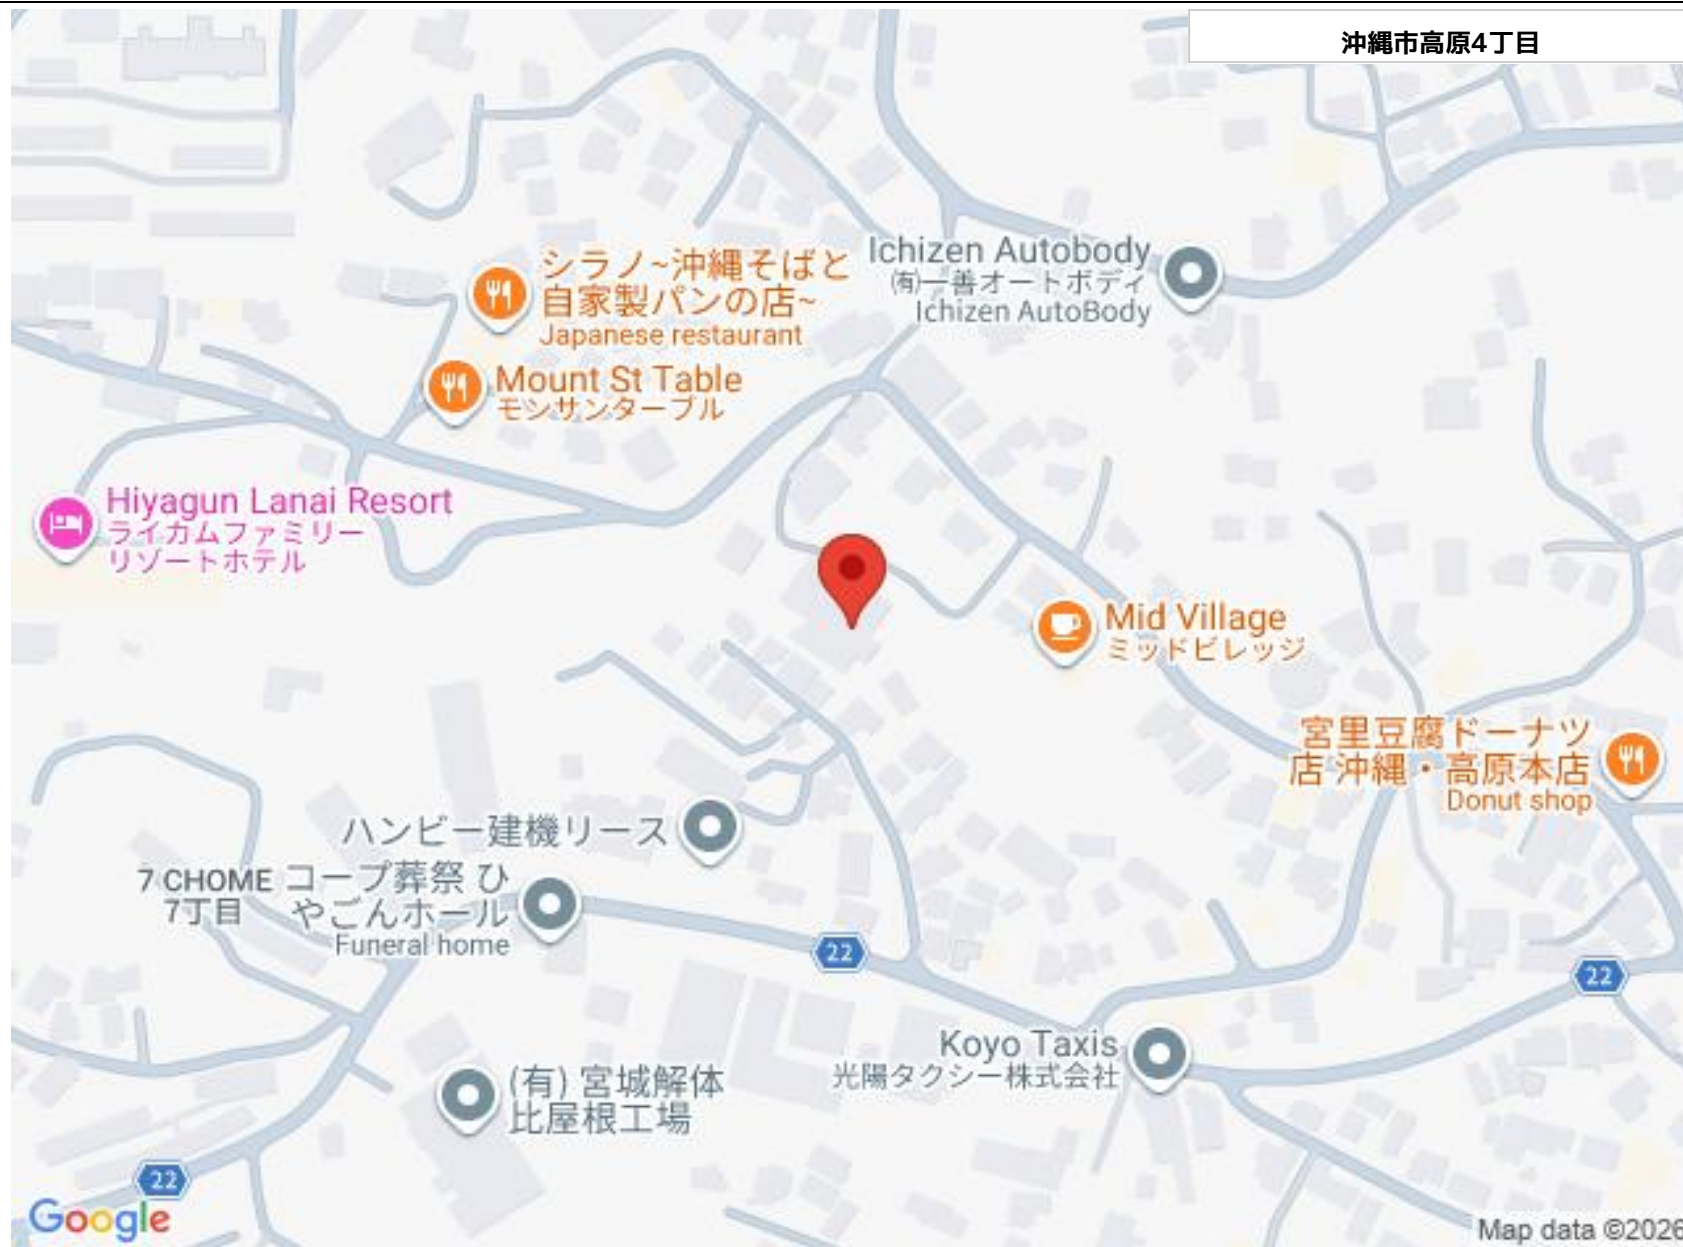 沖縄市高原4丁目
シラノ~沖縄そばと
自家製パンの店~
Japanese restaurant
Ichizen Autobody
㈲一善オートボディ
Ichizen AutoBody
Mount St Table
モンサンターブル
Hiyagun Lanai Resort
ライカムファミリー
リゾートホテル
Mid Village
ミッドビレッジ
宮里豆腐ドーナツ
店 沖縄・高原本店
Donut shop
ハンビー建機リース
7 CHOME
7丁目
コープ葬祭 ひ
やごんホール
Funeral home
22
22
Koyo Taxis
光陽タクシー株式会社
(有) 宮城解体
比屋根工場
22
Google
Map data ©2026